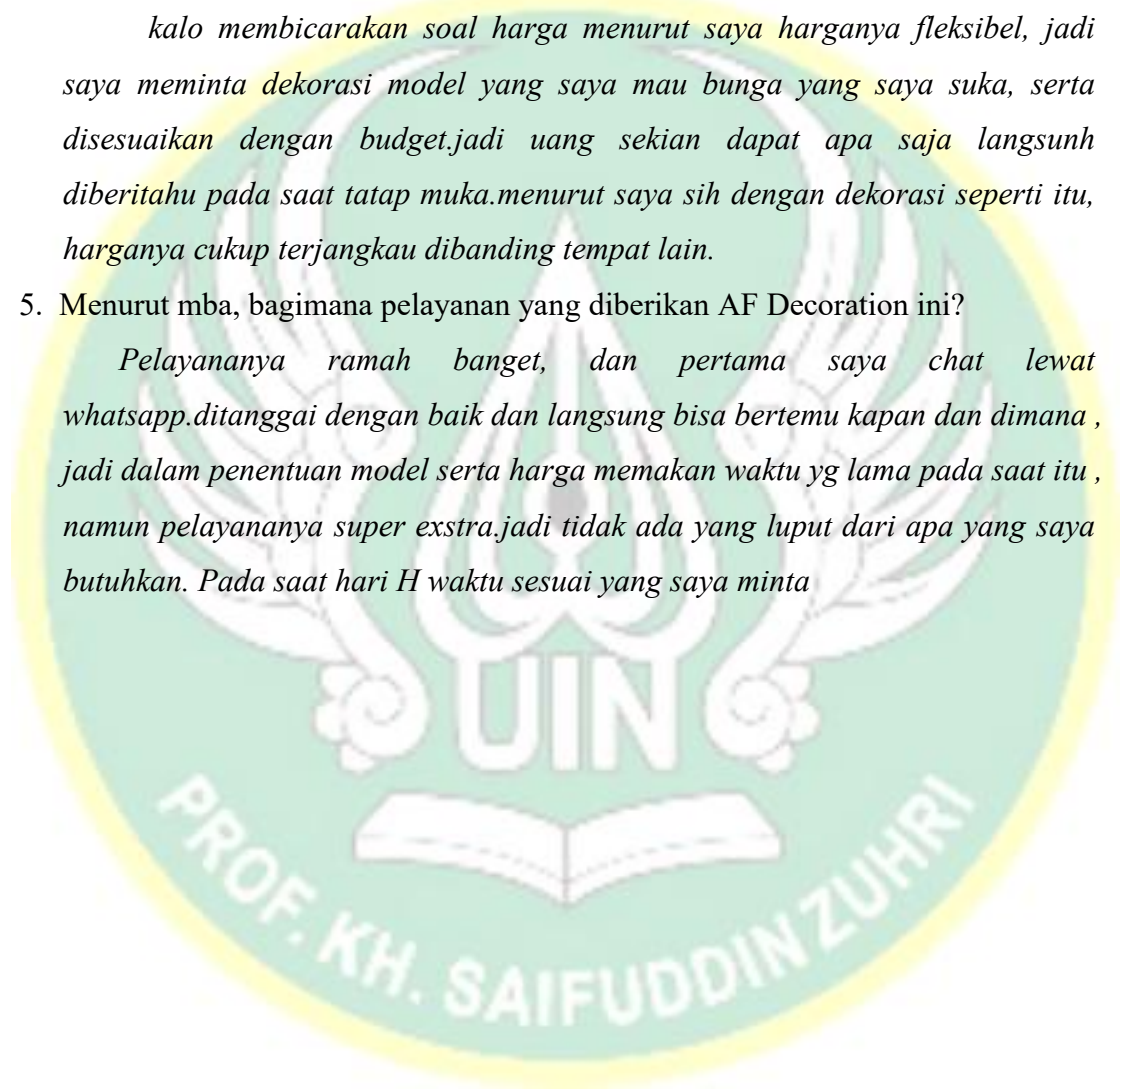 kalo membicarakan soal harga menurut saya harganya fleksibel, jadi
saya meminta dekorasi model yang saya mau bunga yang saya suka, serta
disesuaikan dengan budget.jadi uang sekian dapat apa saja langsunh
diberitahu pada saat tatap muka.menurut saya sih dengan dekorasi seperti itu,
harganya cukup terjangkau dibanding tempat lain.
5. Menurut mba, bagaimana pelayanan yang diberikan AF Decoration ini?
Pelayananya ramah banget, dan pertama saya chat lewat
whatsapp.ditanggai dengan baik dan langsung bisa bertemu kapan dan dimana ,
jadi dalam penentuan model serta harga memakan waktu yg lama pada saat itu ,
namun pelayananya super exstra.jadi tidak ada yang luput dari apa yang saya
butuhkan. Pada saat hari H waktu sesuai yang saya minta
UIN
PROF. KH. SAIFUDDIN ZUHRI